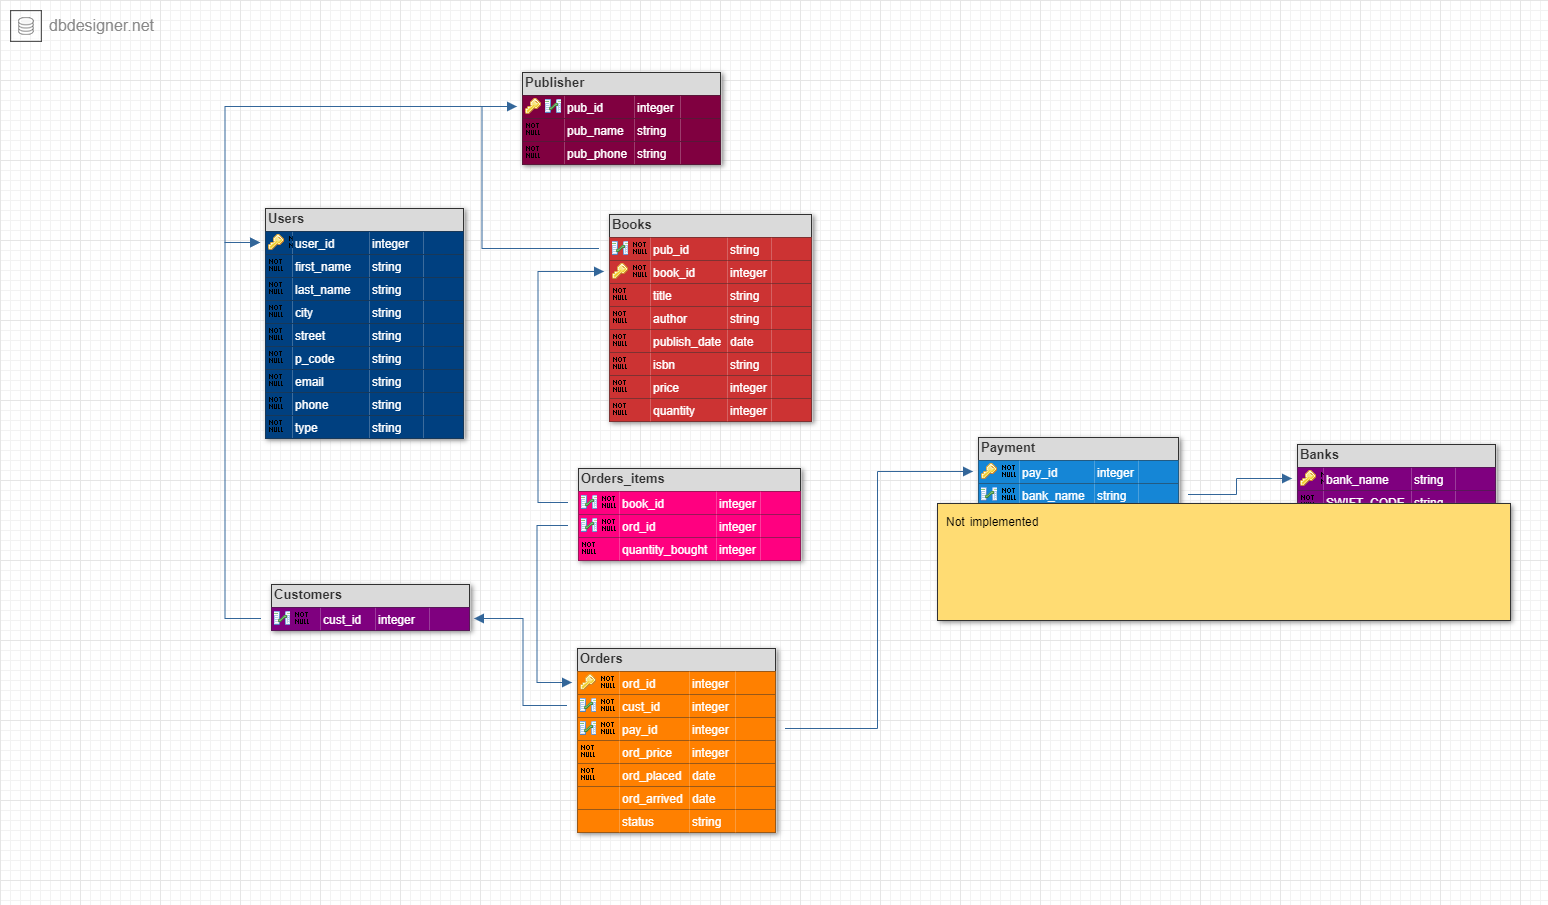 dbdesigner.net
Publisher
pub_id integer
NOT NULL pub_name string
NOT NULL pub_phone string
Users
user_id integer
NOT NULL first_name string
NOT NULL last_name string
NOT NULL city string
NOT NULL street string
NOT NULL p_code string
NOT NULL email string
NOT NULL phone string
NOT NULL type string
Books
NOT NULL pub_id string
NOT NULL book_id integer
NOT NULL title string
NOT NULL author string
NOT NULL publish_date date
NOT NULL isbn string
NOT NULL price integer
NOT NULL quantity integer
Payment
NOT NULL pay_id integer
NOT NULL bank_name string
Banks
bank_name string
SWIFT_CODE string
Not implemented
Orders_items
NOT NULL book_id integer
NOT NULL ord_id integer
NOT NULL quantity_bought integer
Customers
NOT NULL cust_id integer
Orders
NOT NULL ord_id integer
NOT NULL cust_id integer
NOT NULL pay_id integer
NOT NULL ord_price integer
NOT NULL ord_placed date
ord_arrived date
status string